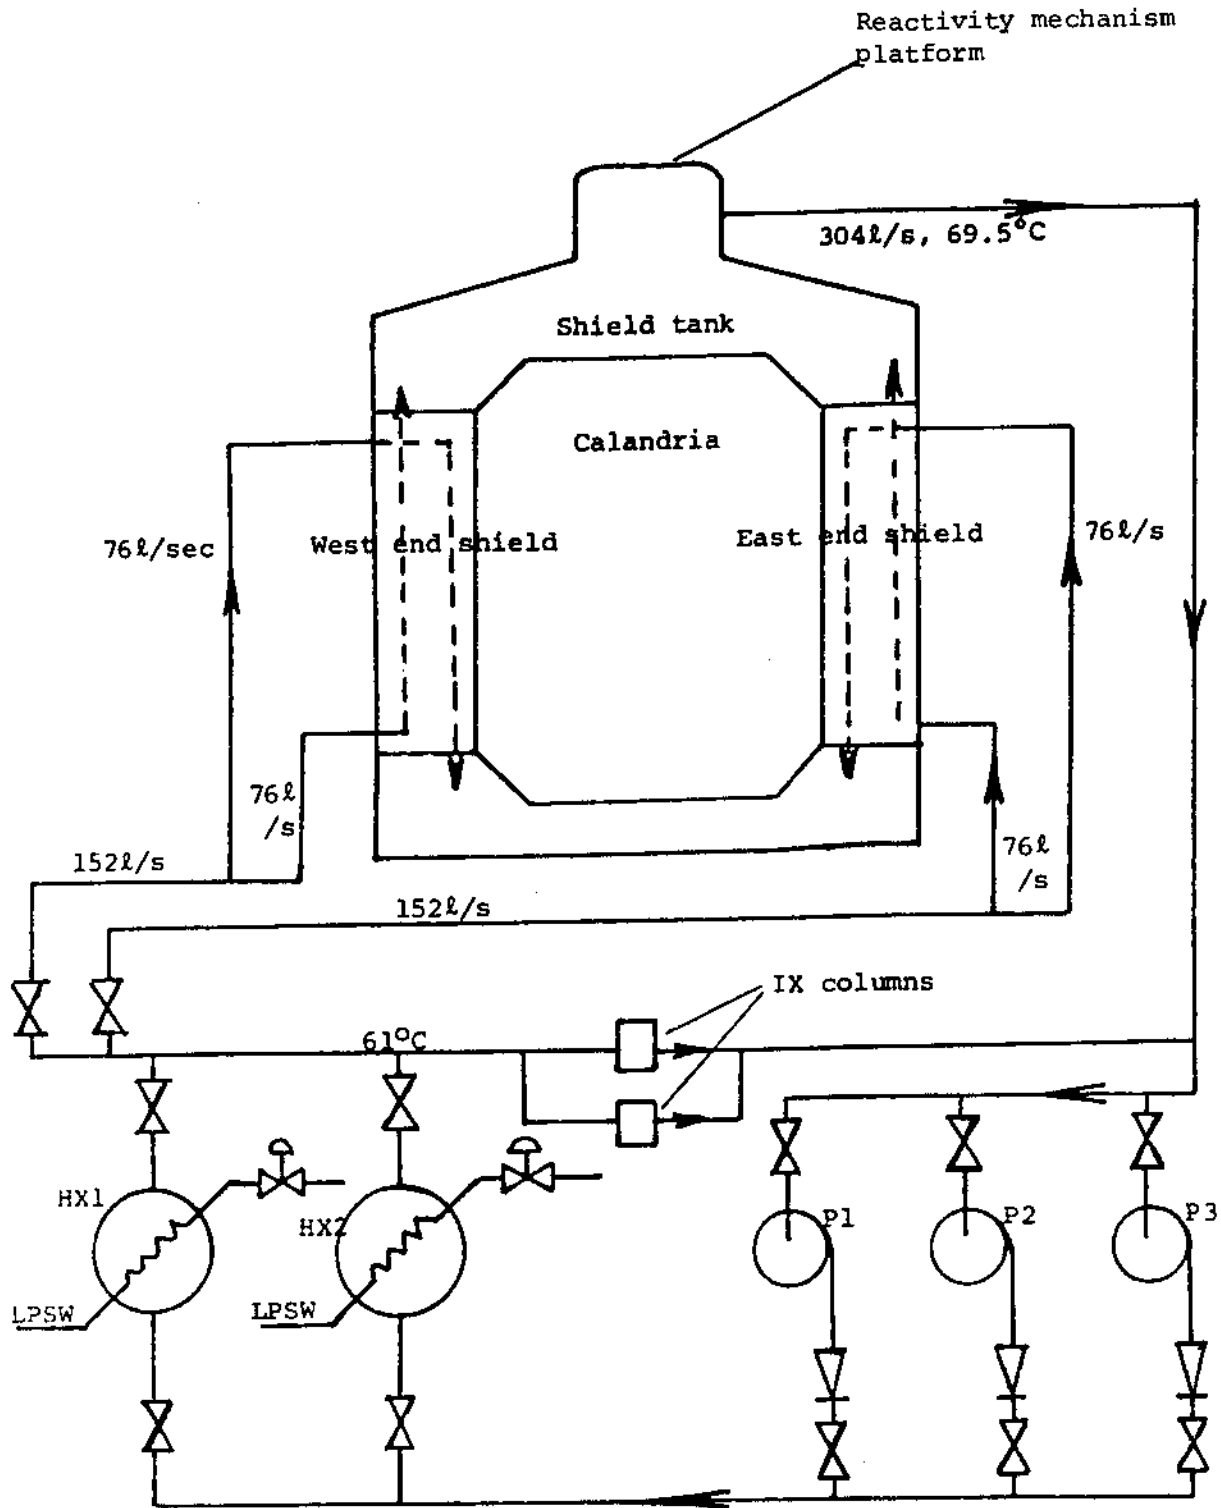 Reactivity mechanism
platform
304ℓ/s, 69.5°C
Shield tank
Calandria
76ℓ/sec
West end shield
East end shield
76ℓ/s
76ℓ
/s
152ℓ/s
76ℓ
/s
152ℓ/s
IX columns
61°C
HX1
HX2
P1
P2
P3
LPSW
LPSW